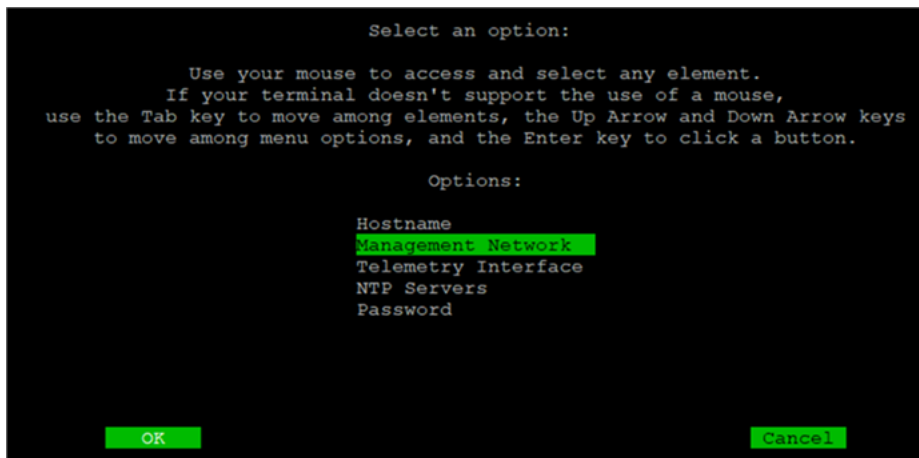 Select an option:
Use your mouse to access and select any element.
If your terminal doesn't support the use of a mouse,
use the Tab key to move among elements, the Up Arrow and Down Arrow keys
to move among menu options, and the Enter key to click a button.
Options:
Hostname
Management Network
Telemetry Interface
NTP Servers
Password
OK Cancel